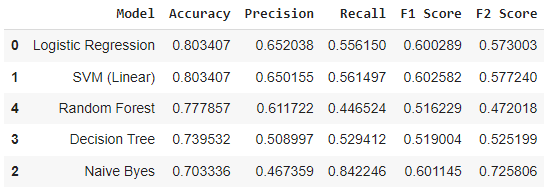 Model Accuracy Precision Recall F1 Score F2 Score
0 Logistic Regression 0.803407 0.652038 0.556150 0.600289 0.573003
1 SVM (Linear) 0.803407 0.650155 0.561497 0.602582 0.577240
4 Random Forest 0.777857 0.611722 0.446524 0.516229 0.472018
3 Decision Tree 0.739532 0.508997 0.529412 0.519004 0.525199
2 Naive Byes 0.703336 0.467359 0.842246 0.601145 0.725806